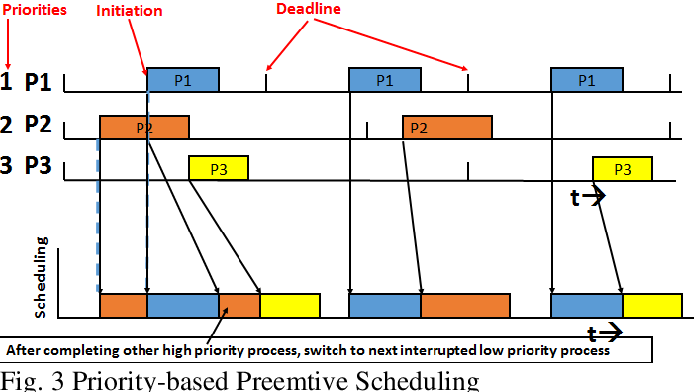 Priorities Initiation Deadline
1 P1 P1 P1 P1
2 P2 P2 P2
3 P3 P3 P3
t
Scheduling
t
After completing other high priority process, switch to next interrupted low priority process
Fig. 3 Priority-based Preemtive Scheduling